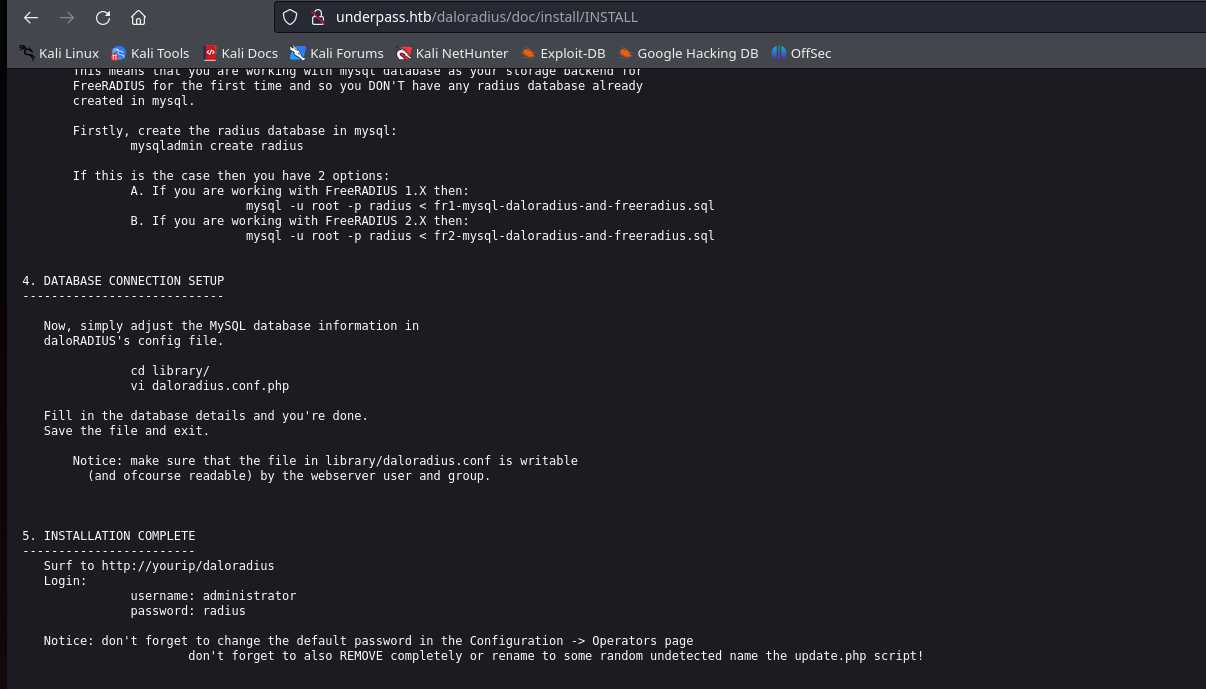 underpass.htb/daloradius/doc/install/INSTALL
Kali Linux Kali Tools Kali Docs Kali Forums Kali NetHunter Exploit-DB Google Hacking DB OffSec
This means that you are working with mysql database as your storage backend for
FreeRADIUS for the first time and so you DON'T have any radius database already
created in mysql.
Firstly, create the radius database in mysql:
mysqladmin create radius
If this is the case then you have 2 options:
A. If you are working with FreeRADIUS 1.X then:
mysql -u root -p radius < fr1-mysql-daloradius-and-freeradius.sql
B. If you are working with FreeRADIUS 2.X then:
mysql -u root -p radius < fr2-mysql-daloradius-and-freeradius.sql
4. DATABASE CONNECTION SETUP
----------------------------
Now, simply adjust the MySQL database information in
daloRADIUS's config file.
cd library/
vi daloradius.conf.php
Fill in the database details and you're done.
Save the file and exit.
Notice: make sure that the file in library/daloradius.conf is writable
(and ofcourse readable) by the webserver user and group.
5. INSTALLATION COMPLETE
------------------------
Surf to http://yourip/daloradius
Login:
username: administrator
password: radius
Notice: don't forget to change the default password in the Configuration -> Operators page
don't forget to also REMOVE completely or rename to some random undetected name the update.php script!